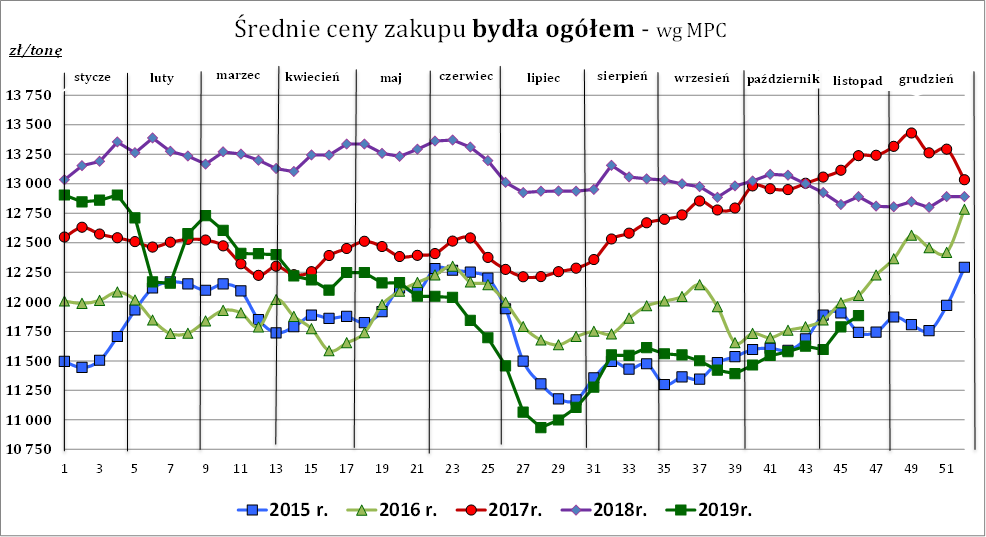 Średnie ceny zakupu bydła ogółem - wg MPC
zł/tonę
stycze luty marzec kwiecień maj czerwiec lipiec sierpień wrzesień październik listopad grudzień
13 750
13 500
13 250
13 000
12 750
12 500
12 250
12 000
11 750
11 500
11 250
11 000
10 750
1 3 5 7 9 11 13 15 17 19 21 23 25 27 29 31 33 35 37 39 41 43 45 47 49 51
2015 r. 2016 r. 2017r. 2018r. 2019r.